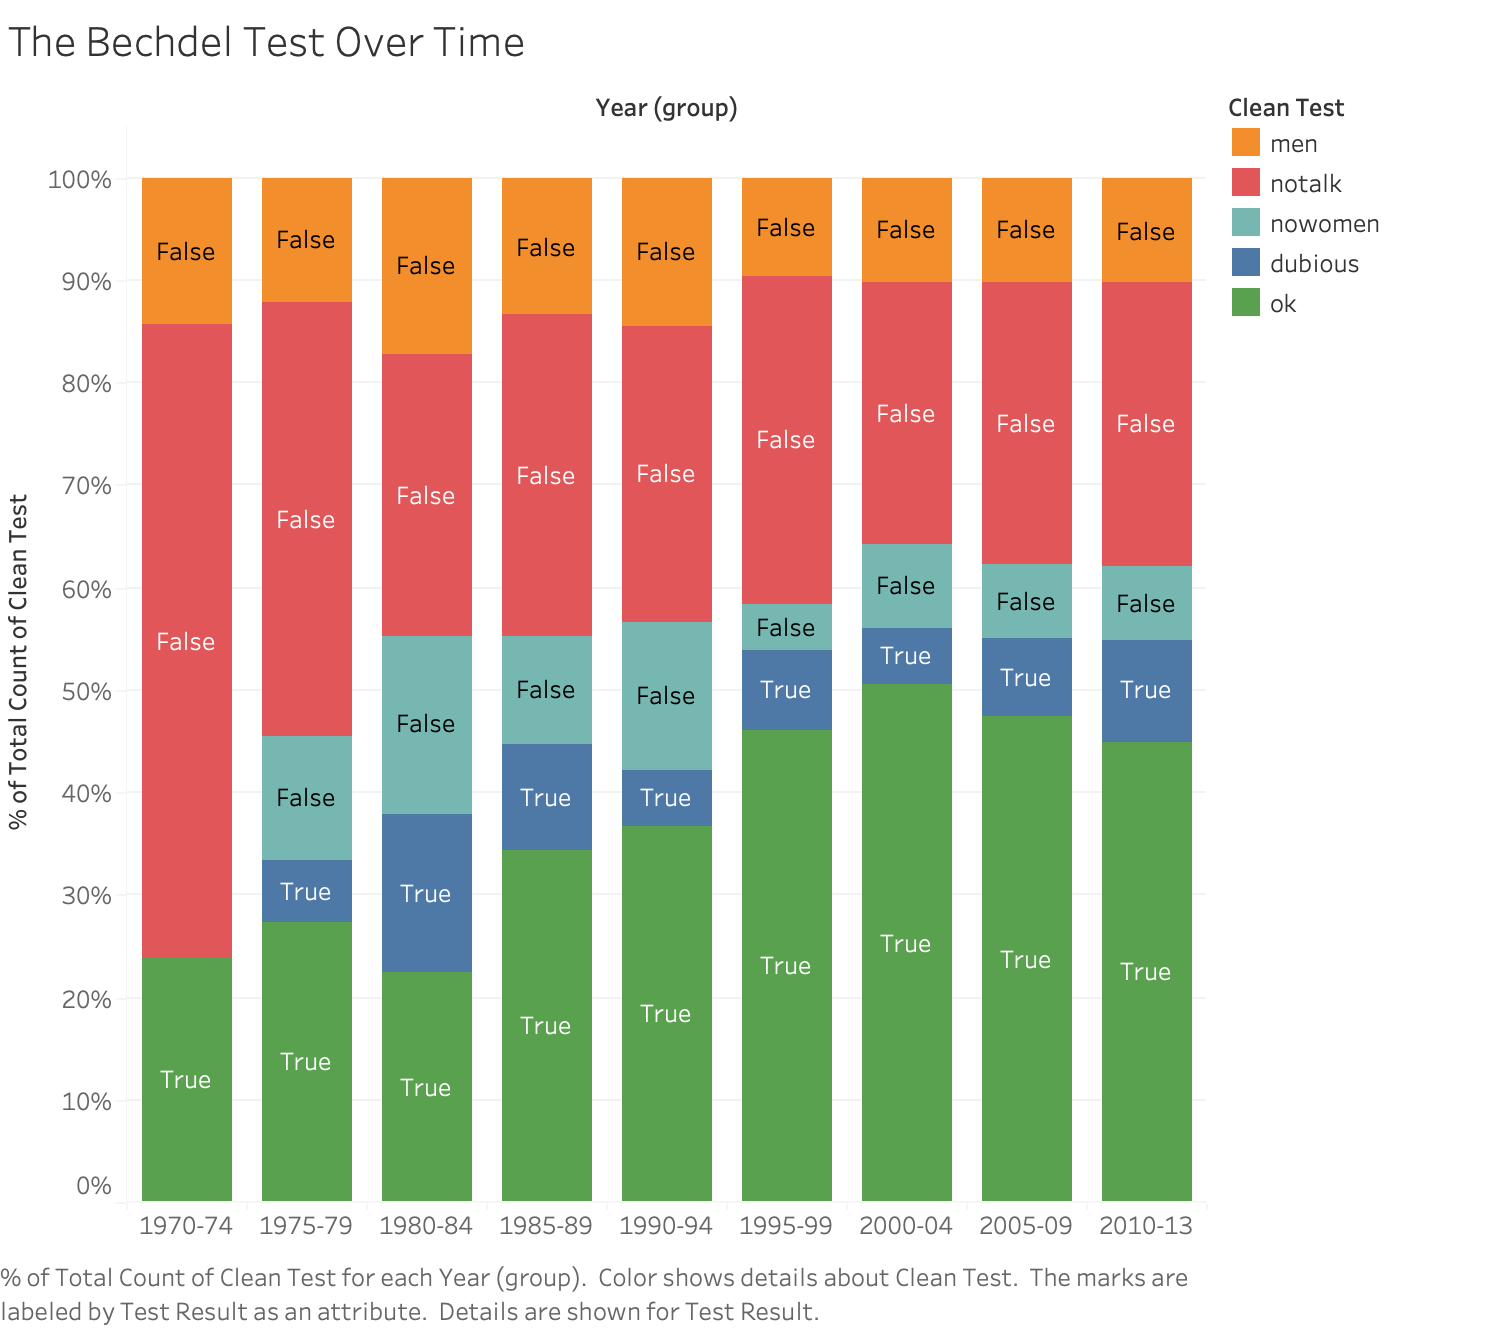 The Bechdel Test Over Time
Year (group)
Clean Test
men
notalk
nowomen
dubious
ok
% of Total Count of Clean Test
100%
90%
80%
70%
60%
50%
40%
30%
20%
10%
0%
False
False
True
False
False
False
True
True
False
False
False
True
True
False
False
False
True
True
False
False
False
True
True
False
False
False
True
True
False
False
False
True
True
False
False
False
True
True
False
False
False
True
True
1970-74 1975-79 1980-84 1985-89 1990-94 1995-99 2000-04 2005-09 2010-13
% of Total Count of Clean Test for each Year (group).  Color shows details about Clean Test.  The marks are
labeled by Test Result as an attribute.  Details are shown for Test Result.